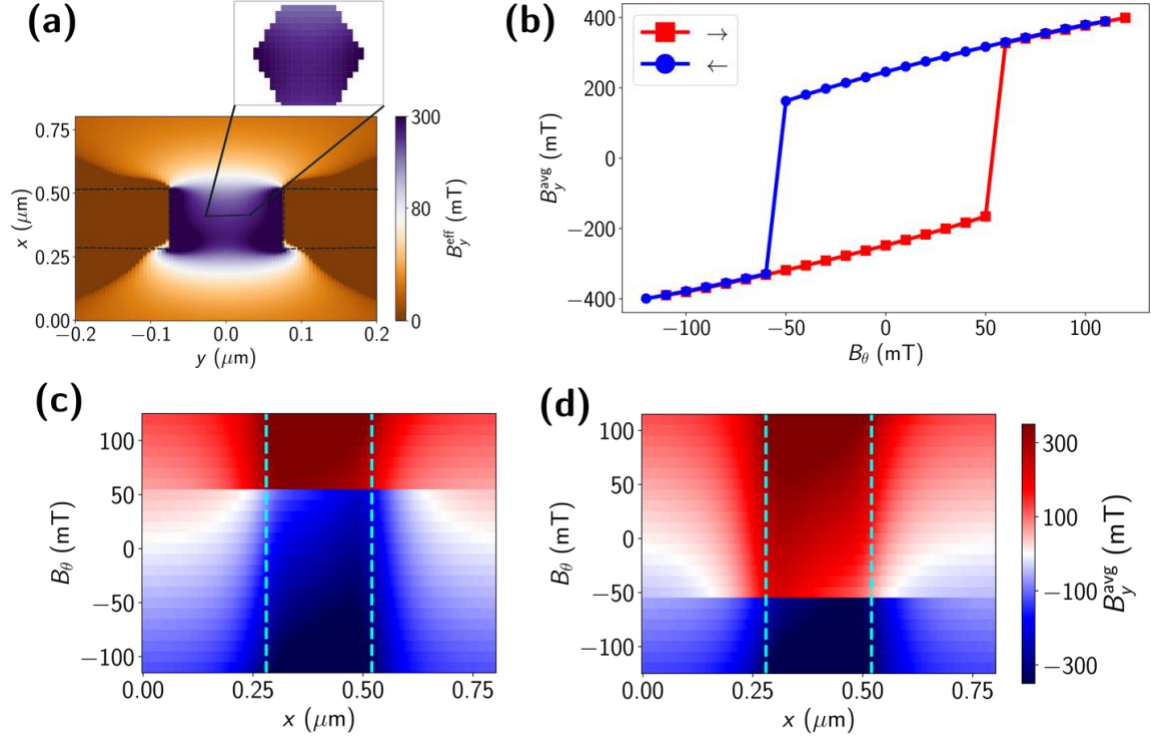 (a)
300
80
0
B_y^eff (mT)
0.75
0.50
0.25
0.00
x (μm)
−0.2 −0.1 0.0 0.1 0.2
y (μm)
(b)
→
←
400
200
0
−200
−400
B_y^avg (mT)
−100 −50 0 50 100
B_θ (mT)
(c)
100
50
0
−50
−100
B_θ (mT)
0.00 0.25 0.50 0.75
x (μm)
(d)
100
50
0
−50
−100
B_θ (mT)
0.00 0.25 0.50 0.75
x (μm)
300
100
−100
−300
B_y^avg (mT)